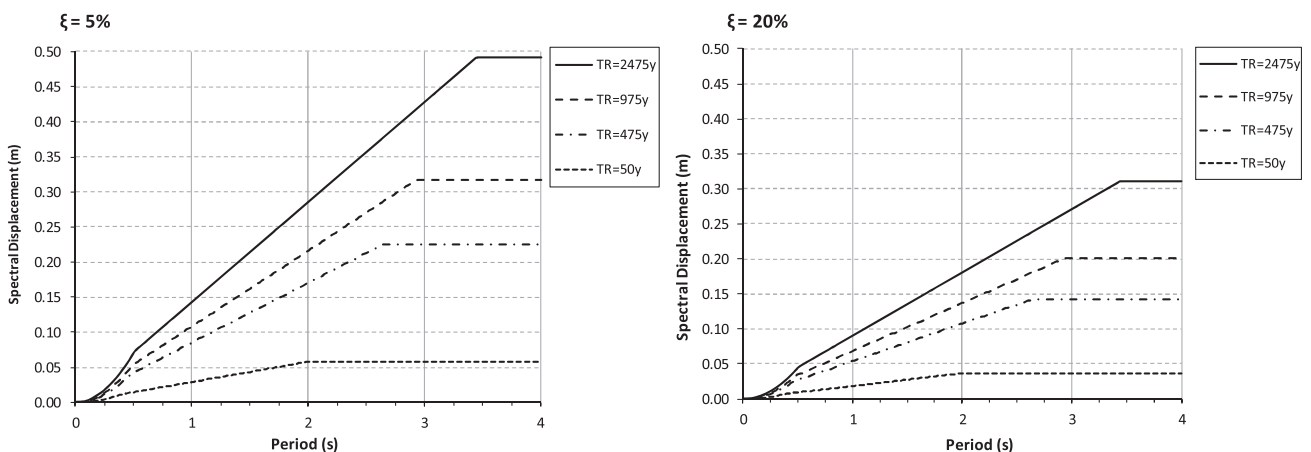 ξ = 5%
0.50
0.45
0.40
0.35
0.30
0.25
0.20
0.15
0.10
0.05
0.00
Spectral Displacement (m)
0 1 2 3 4
Period (s)
TR=2475y
TR=975y
TR=475y
TR=50y
ξ = 20%
0.50
0.45
0.40
0.35
0.30
0.25
0.20
0.15
0.10
0.05
0.00
Spectral Displacement (m)
0 1 2 3 4
Period (s)
TR=2475y
TR=975y
TR=475y
TR=50y